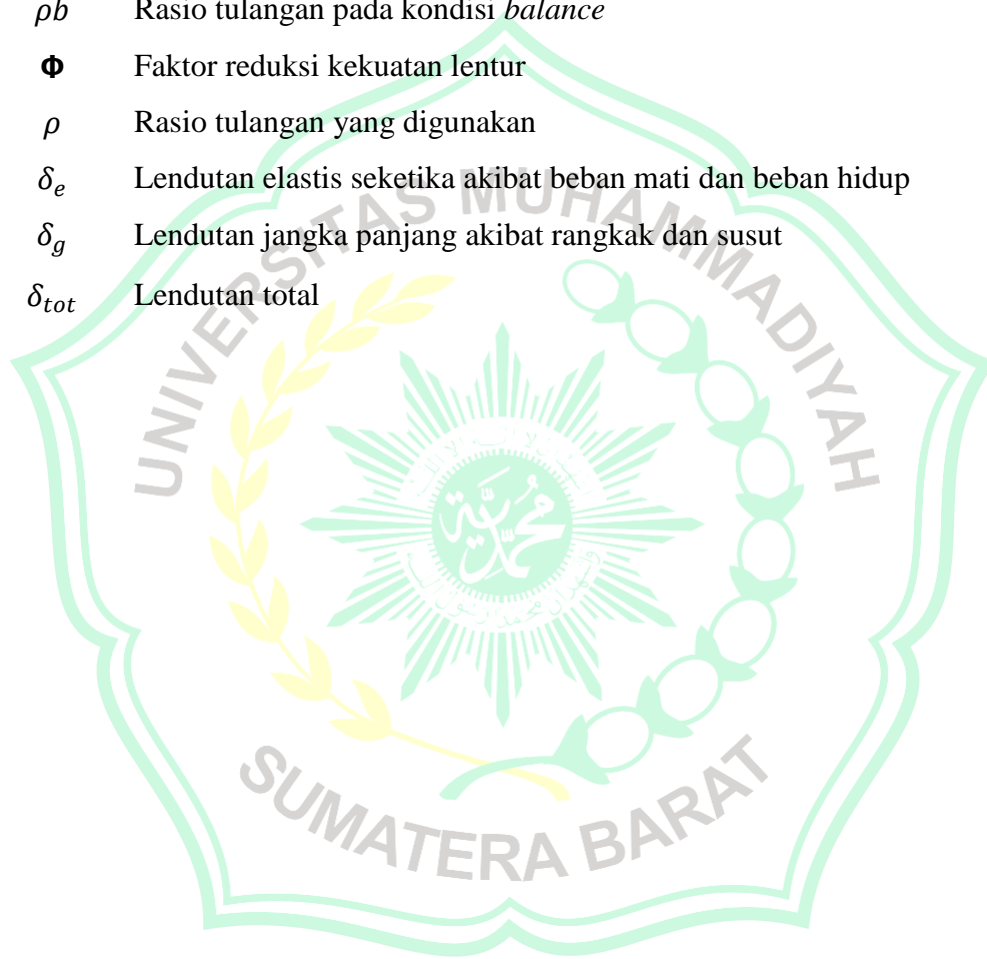 ρb Rasio tulangan pada kondisi balance
Φ Faktor reduksi kekuatan lentur
ρ Rasio tulangan yang digunakan
δe Lendutan elastis seketika akibat beban mati dan beban hidup
δg Lendutan jangka panjang akibat rangkak dan susut
δtot Lendutan total
UNIVERSITAS MUHAMMADIYAH
SUMATERA BARAT